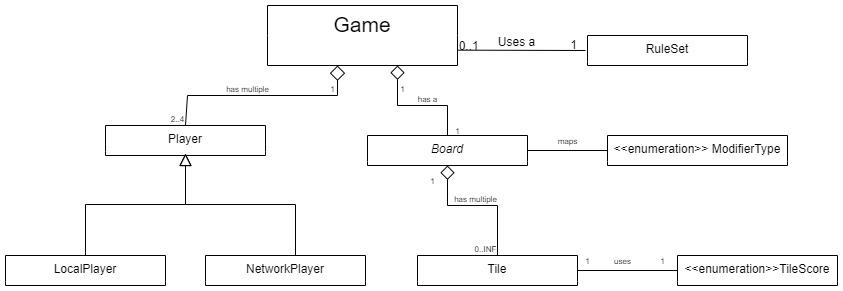 Game
0..1 Uses a 1
RuleSet
has multiple 1
1
has a
2..4
Player
1
Board
maps
<<enumeration>> ModifierType
1
has multiple
0..INF
LocalPlayer
NetworkPlayer
Tile
1 uses 1
<<enumeration>>TileScore